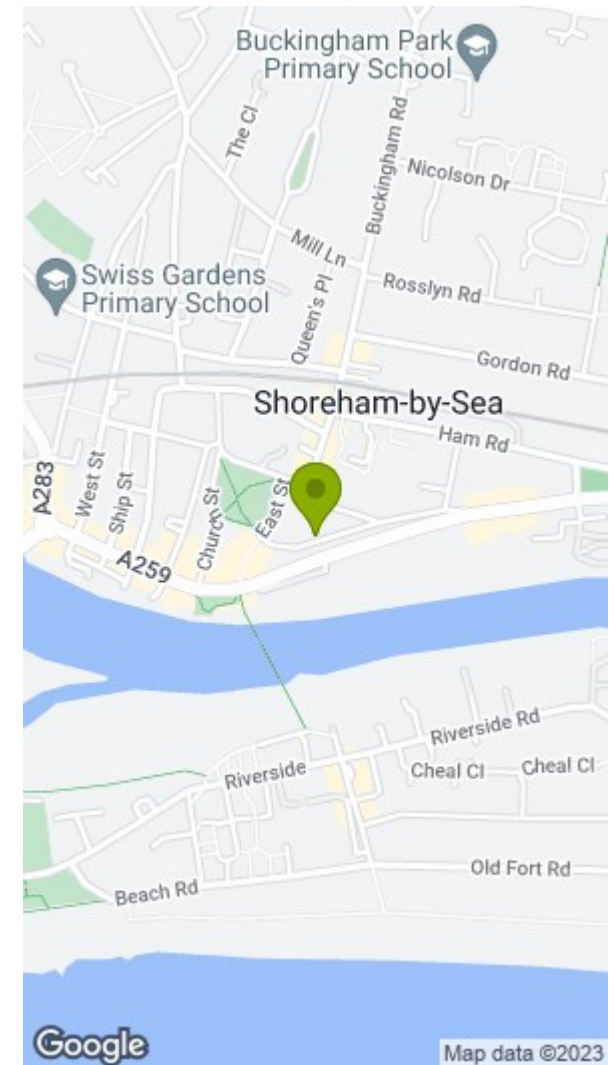 Buckingham Park
Primary School
The Cl
Buckingham Rd
Nicolson Dr
Mill Ln
Swiss Gardens
Primary School
Rosslyn Rd
Queen's Pl
Gordon Rd
Shoreham-by-Sea
Ham Rd
A283
West St
Ship St
Church St
East St
A259
Riverside Rd
Riverside
Cheal Cl
Cheal Cl
Old Fort Rd
Beach Rd
Google
Map data ©2023